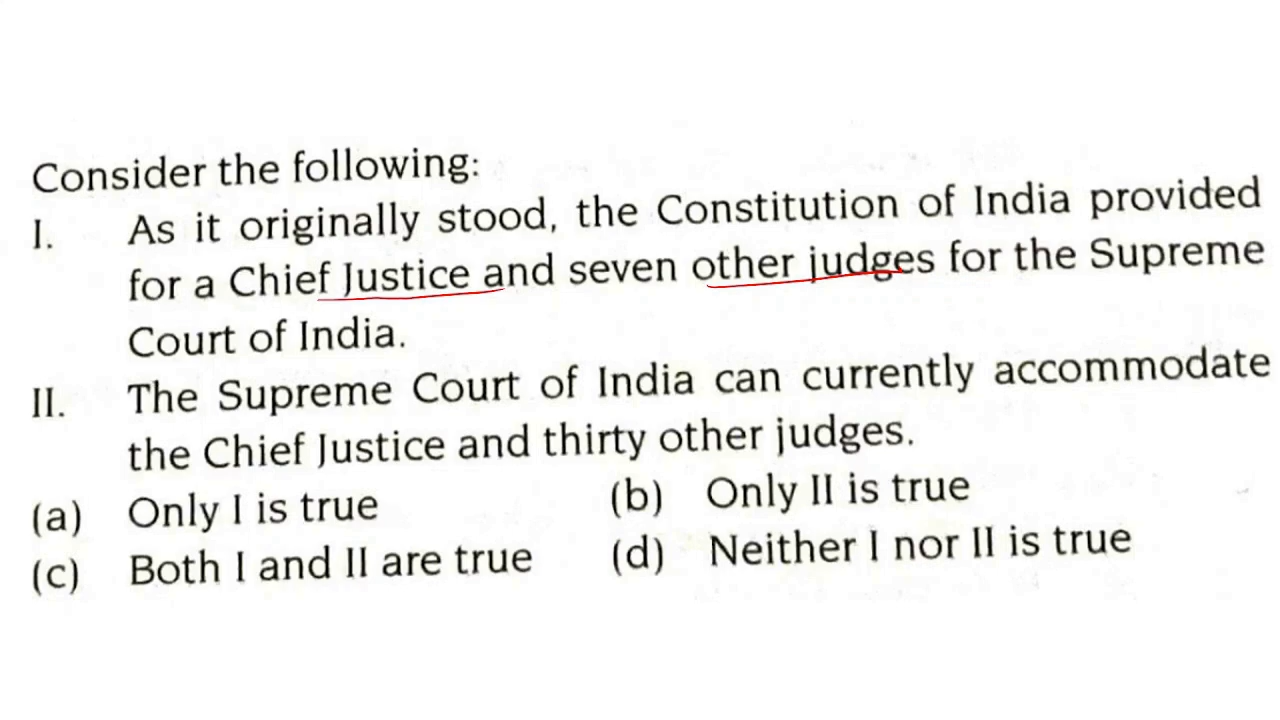 Consider the following:
I. As it originally stood, the Constitution of India provided
for a Chief Justice and seven other judges for the Supreme
Court of India.
II. The Supreme Court of India can currently accommodate
the Chief Justice and thirty other judges.
(a) Only I is true (b) Only II is true
(c) Both I and II are true (d) Neither I nor II is true